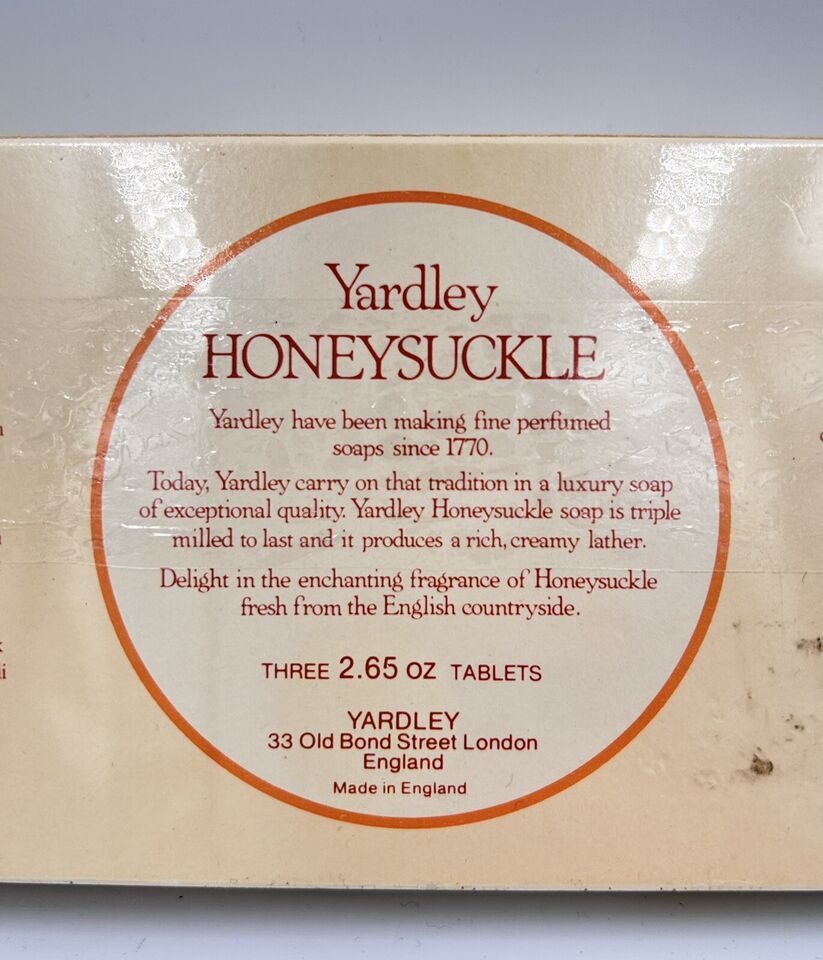 Yardley
HONEYSUCKLE
Yardley have been making fine perfumed
soaps since 1770.
Today, Yardley carry on that tradition in a luxury soap
of exceptional quality. Yardley Honeysuckle soap is triple
milled to last and it produces a rich, creamy lather.
Delight in the enchanting fragrance of Honeysuckle
fresh from the English countryside.
THREE 2.65 OZ TABLETS
YARDLEY
33 Old Bond Street London
England
Made in England